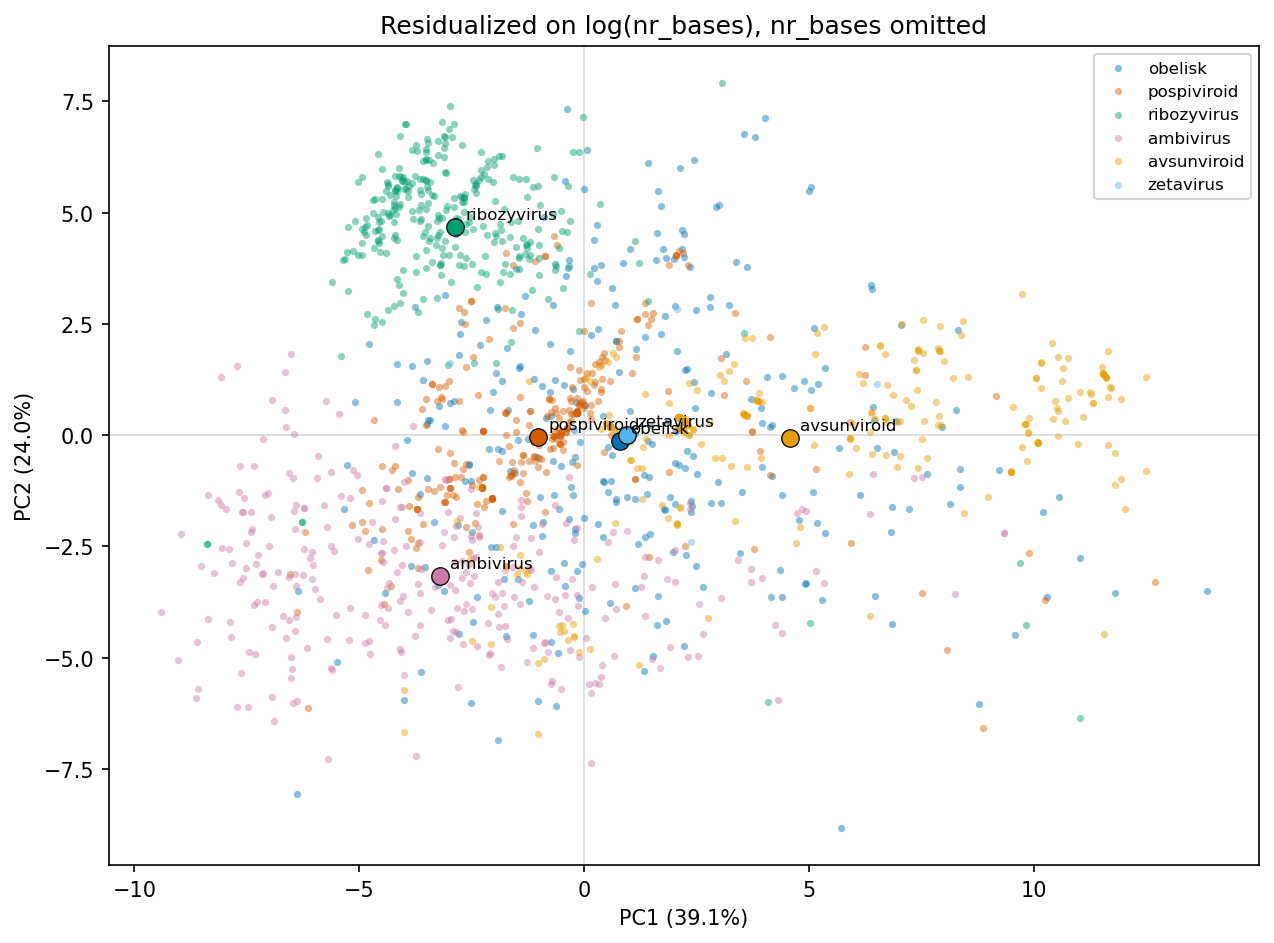 Residualized on log(nr_bases), nr_bases omitted
obelisk
pospiviroid
ribozyvirus
ambivirus
avsunviroid
zetavirus
7.5
5.0
2.5
0.0
−2.5
−5.0
−7.5
PC2 (24.0%)
ribozyvirus
pospiviroid
zetavirus
obelisk
avsunviroid
ambivirus
−10
−5
0
5
10
PC1 (39.1%)